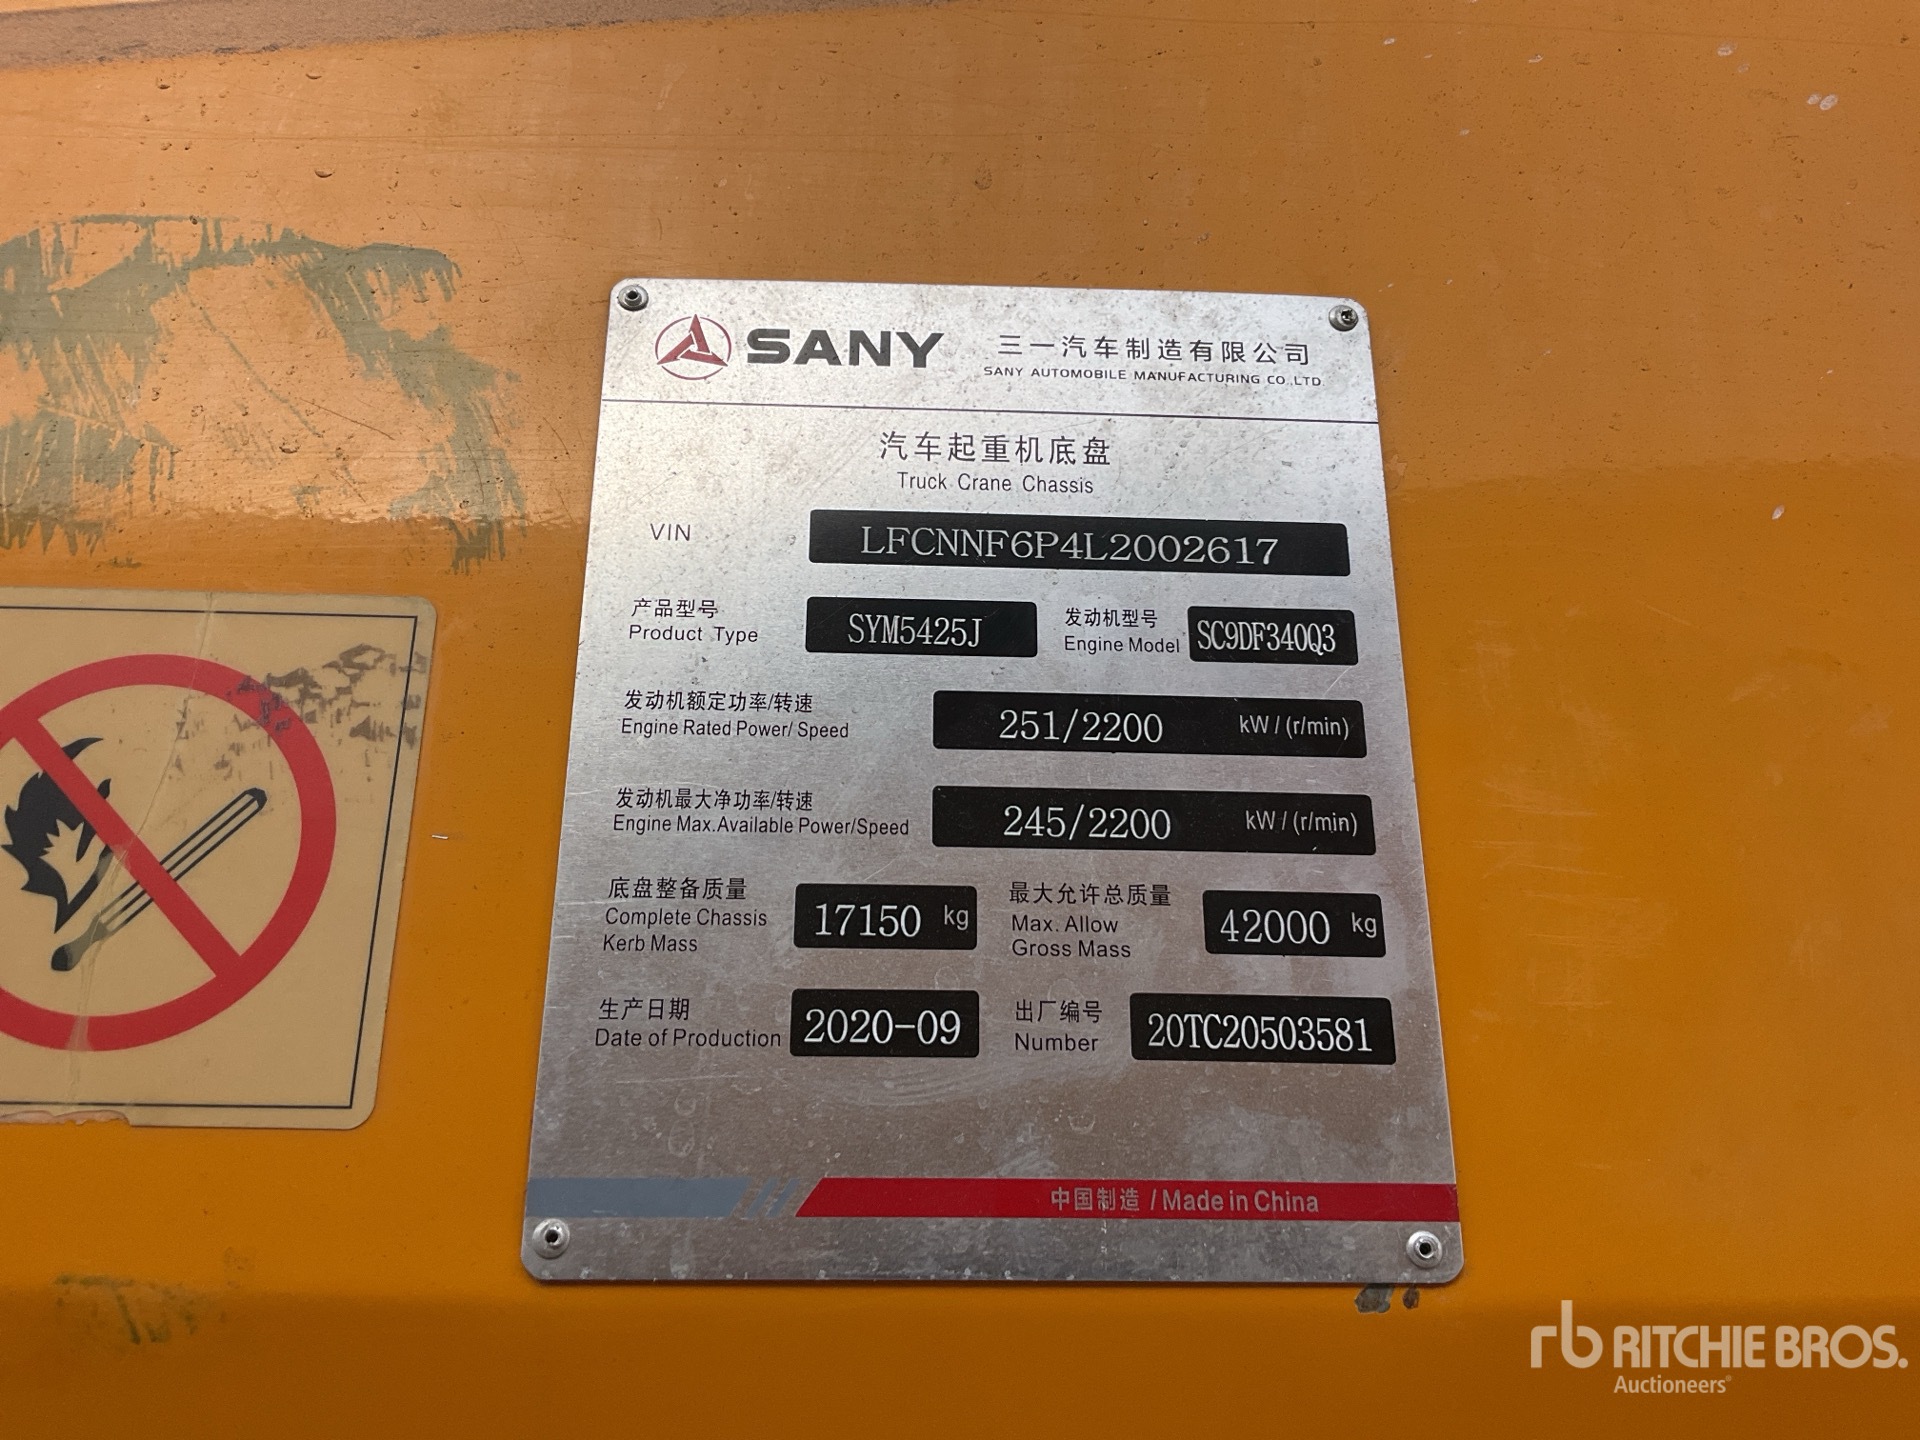 SANY 三一汽车制造有限公司
SANY AUTOMOBILE MANUFACTURING CO.,LTD.
汽车起重机底盘
Truck Crane Chassis
VIN LFCNNF6P4L2002617
产品型号
Product Type SYM5425J
发动机型号
Engine Model SC9DF340Q3
发动机额定功率/转速
Engine Rated Power/ Speed 251/2200 kW / (r/min)
发动机最大净功率/转速
Engine Max.Available Power/Speed 245/2200 kW / (r/min)
底盘整备质量
Complete Chassis
Kerb Mass 17150 kg
最大允许总质量
Max. Allow
Gross Mass 42000 kg
生产日期
Date of Production 2020-09
出厂编号
Number 20TC20503581
中国制造 / Made in China
rb RITCHIE BROS.
Auctioneers